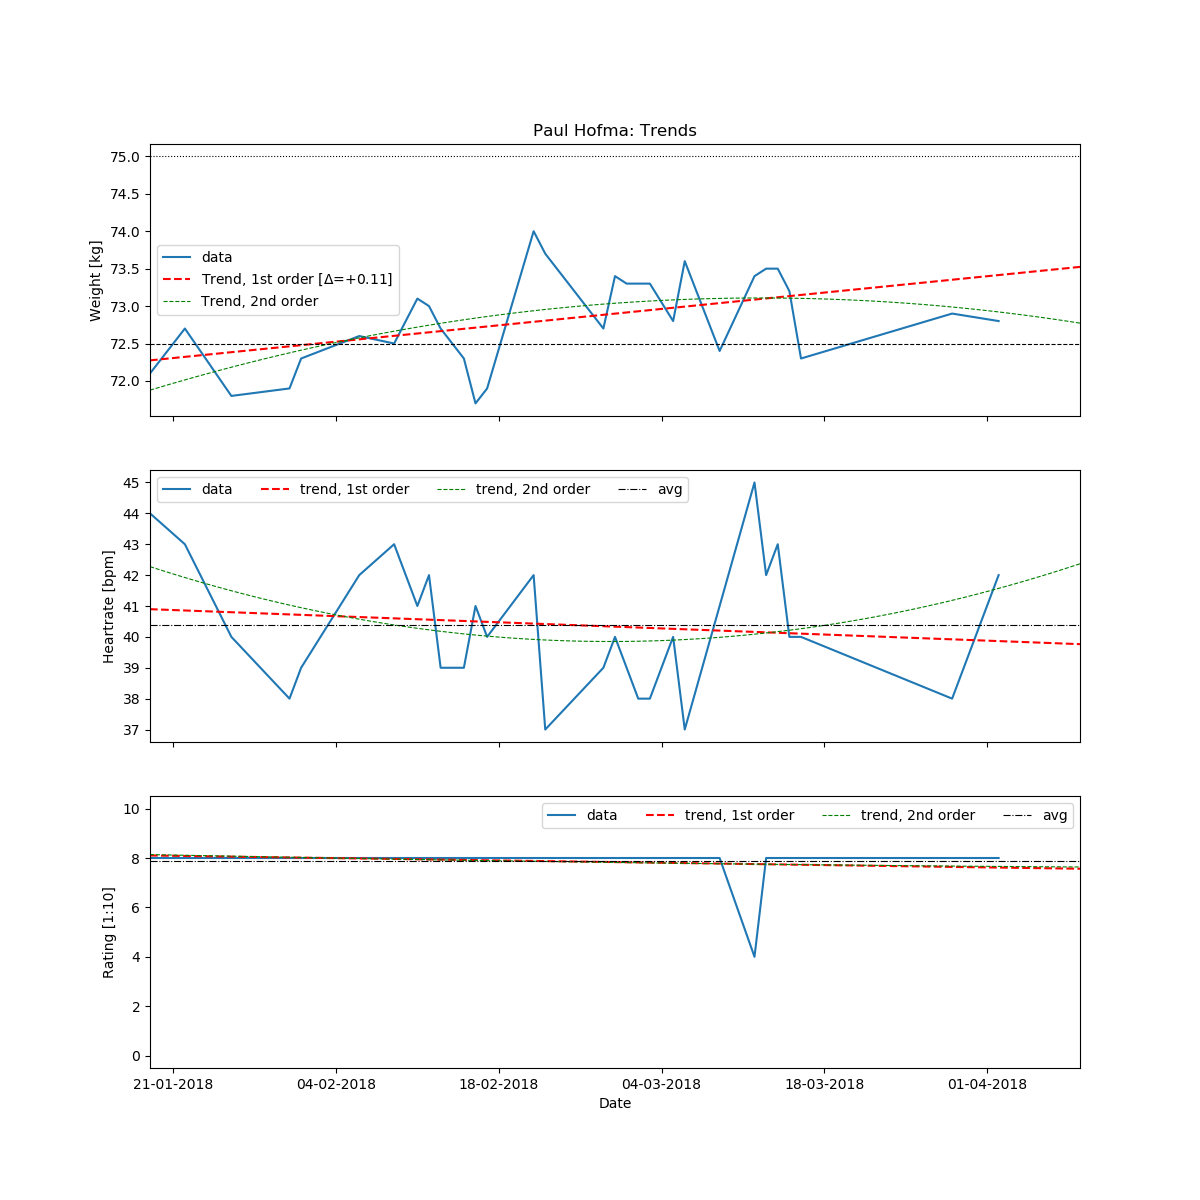 Paul Hofma: Trends
75.0
74.5
74.0
73.5
73.0
72.5
72.0
Weight [kg]
data
Trend, 1st order [Δ=+0.11]
Trend, 2nd order
45
44
43
42
41
40
39
38
37
Heartrate [bpm]
data trend, 1st order trend, 2nd order avg
10
8
6
4
2
0
Rating [1:10]
data trend, 1st order trend, 2nd order avg
21-01-2018 04-02-2018 18-02-2018 04-03-2018 18-03-2018 01-04-2018
Date